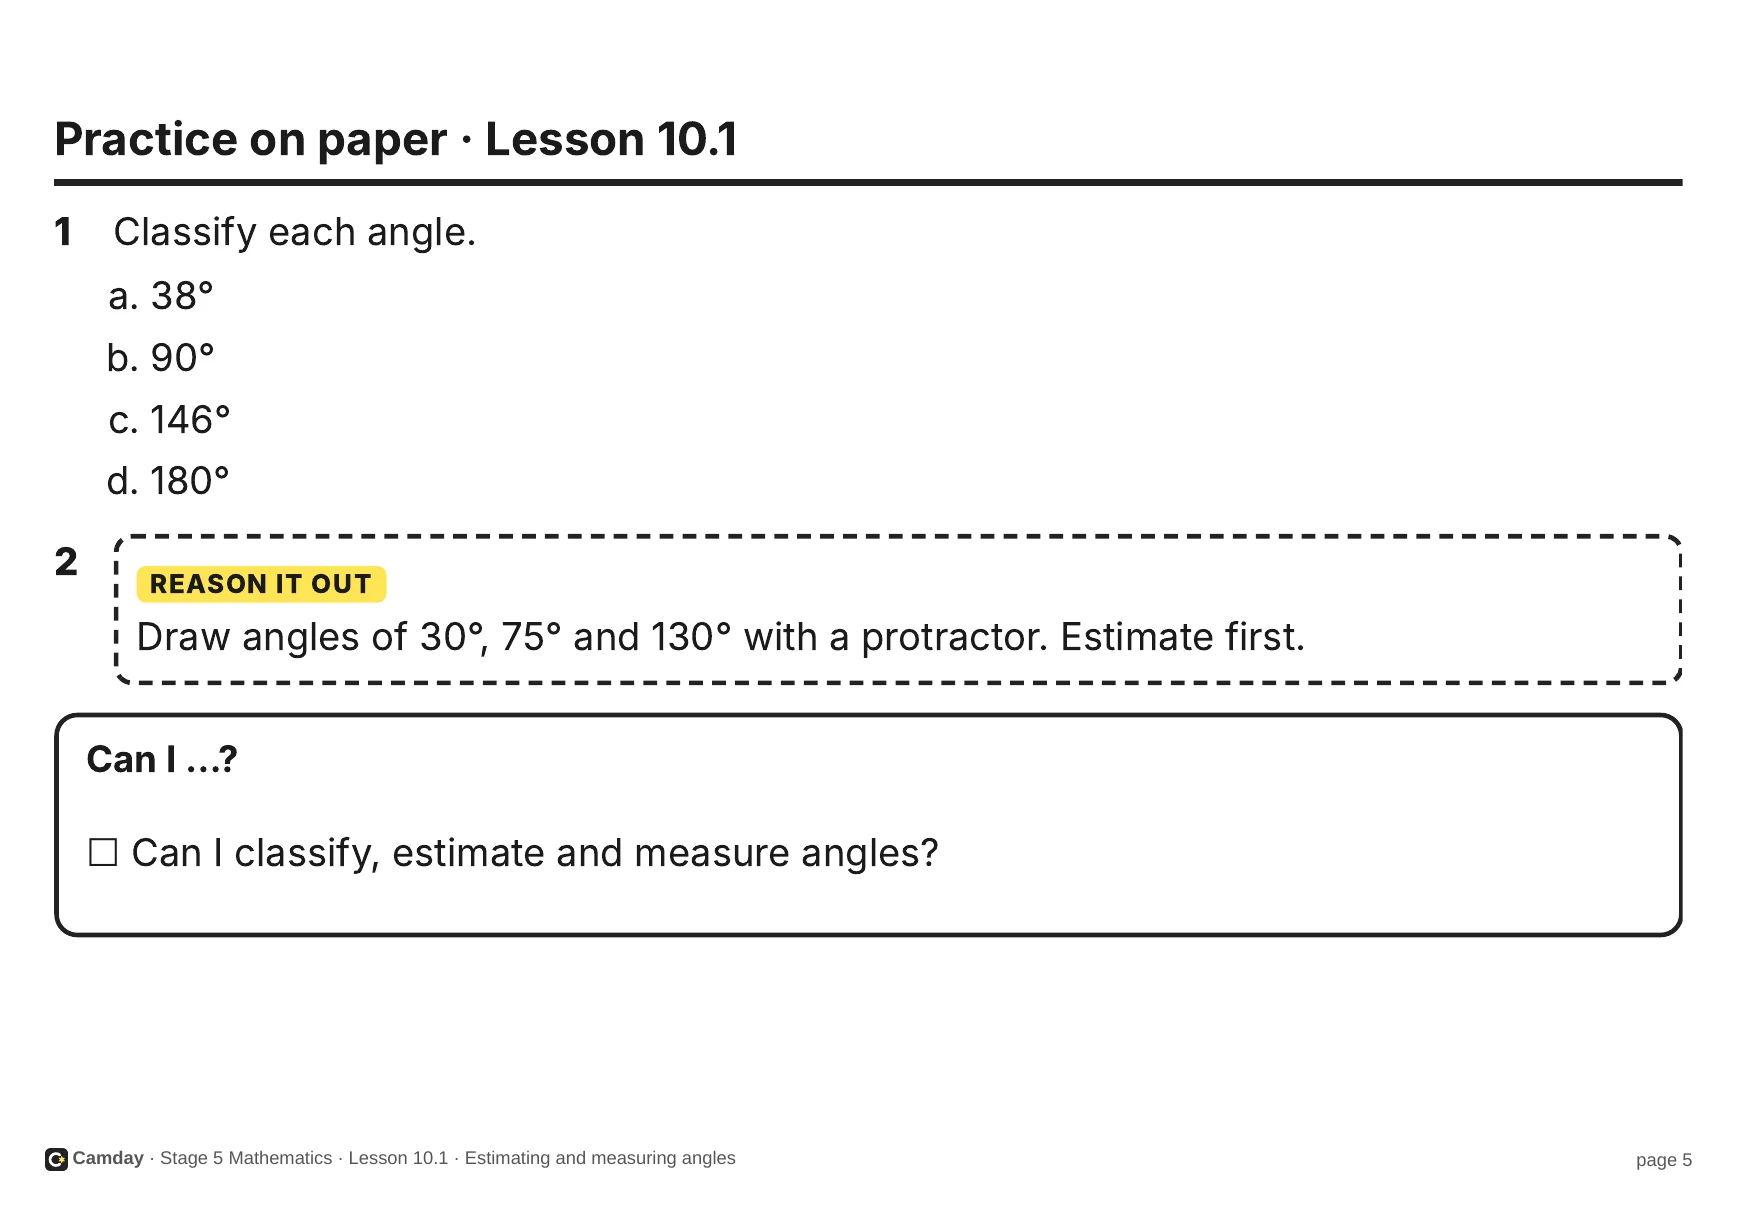 Practice on paper · Lesson 10.1
1 Classify each angle.
a. 38°
b. 90°
c. 146°
d. 180°
2
REASON IT OUT
Draw angles of 30°, 75° and 130° with a protractor. Estimate first.
Can I …?
☐ Can I classify, estimate and measure angles?
Camday · Stage 5 Mathematics · Lesson 10.1 · Estimating and measuring angles
page 5